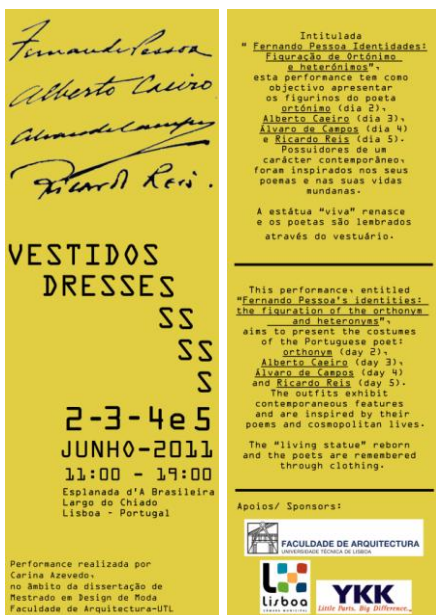 Fernando Pessoa
Alberto Caeiro
Alvaro de Campos
Ricardo Reis.
VESTIDOS
DRESSES
SS
SS
S
2-3-4e5
JUNHO-2011
11:00 - 19:00
Esplanada d'A Brasileira
Largo do Chiado
Lisboa - Portugal
Performance realizada por
Carina Azevedo,
no âmbito da dissertação de
Mestrado em Design de Moda
Faculdade de Arquitectura-UTL
Intitulada
" Fernando Pessoa Identidades:
Figuração de Ortónimo
e heterónimos",
esta performance tem como
objectivo apresentar
os figurinos do poeta
ortónimo (dia 2),
Alberto Caeiro (dia 3),
Álvaro de Campos (dia 4)
e Ricardo Reis (dia 5).
Possuidores de um
carácter contemporâneo,
foram inspirados nos seus
poemas e nas suas vidas
mundanas.
A estátua "viva" renasce
e os poetas são lembrados
através do vestuário.
This performance, entitled
"Fernando Pessoa's identities:
the figuration of the orthonym
and heteronyms",
aims to present the costumes
of the Portuguese poet:
orthonym (day 2),
Alberto Caeiro (day 3),
Álvaro de Campos (day 4)
and Ricardo Reis (day 5).
The outfits exhibit
contemporaneous features
and are inspired by their
poems and cosmopolitan lives.
The "living statue" reborn
and the poets are remembered
through clothing.
Apoios/ Sponsors:
FACULDADE DE ARQUITECTURA
UNIVERSIDADE TÉCNICA DE LISBOA
Lisboa
CÂMARA MUNICIPAL
YKK
Little Parts. Big Difference.